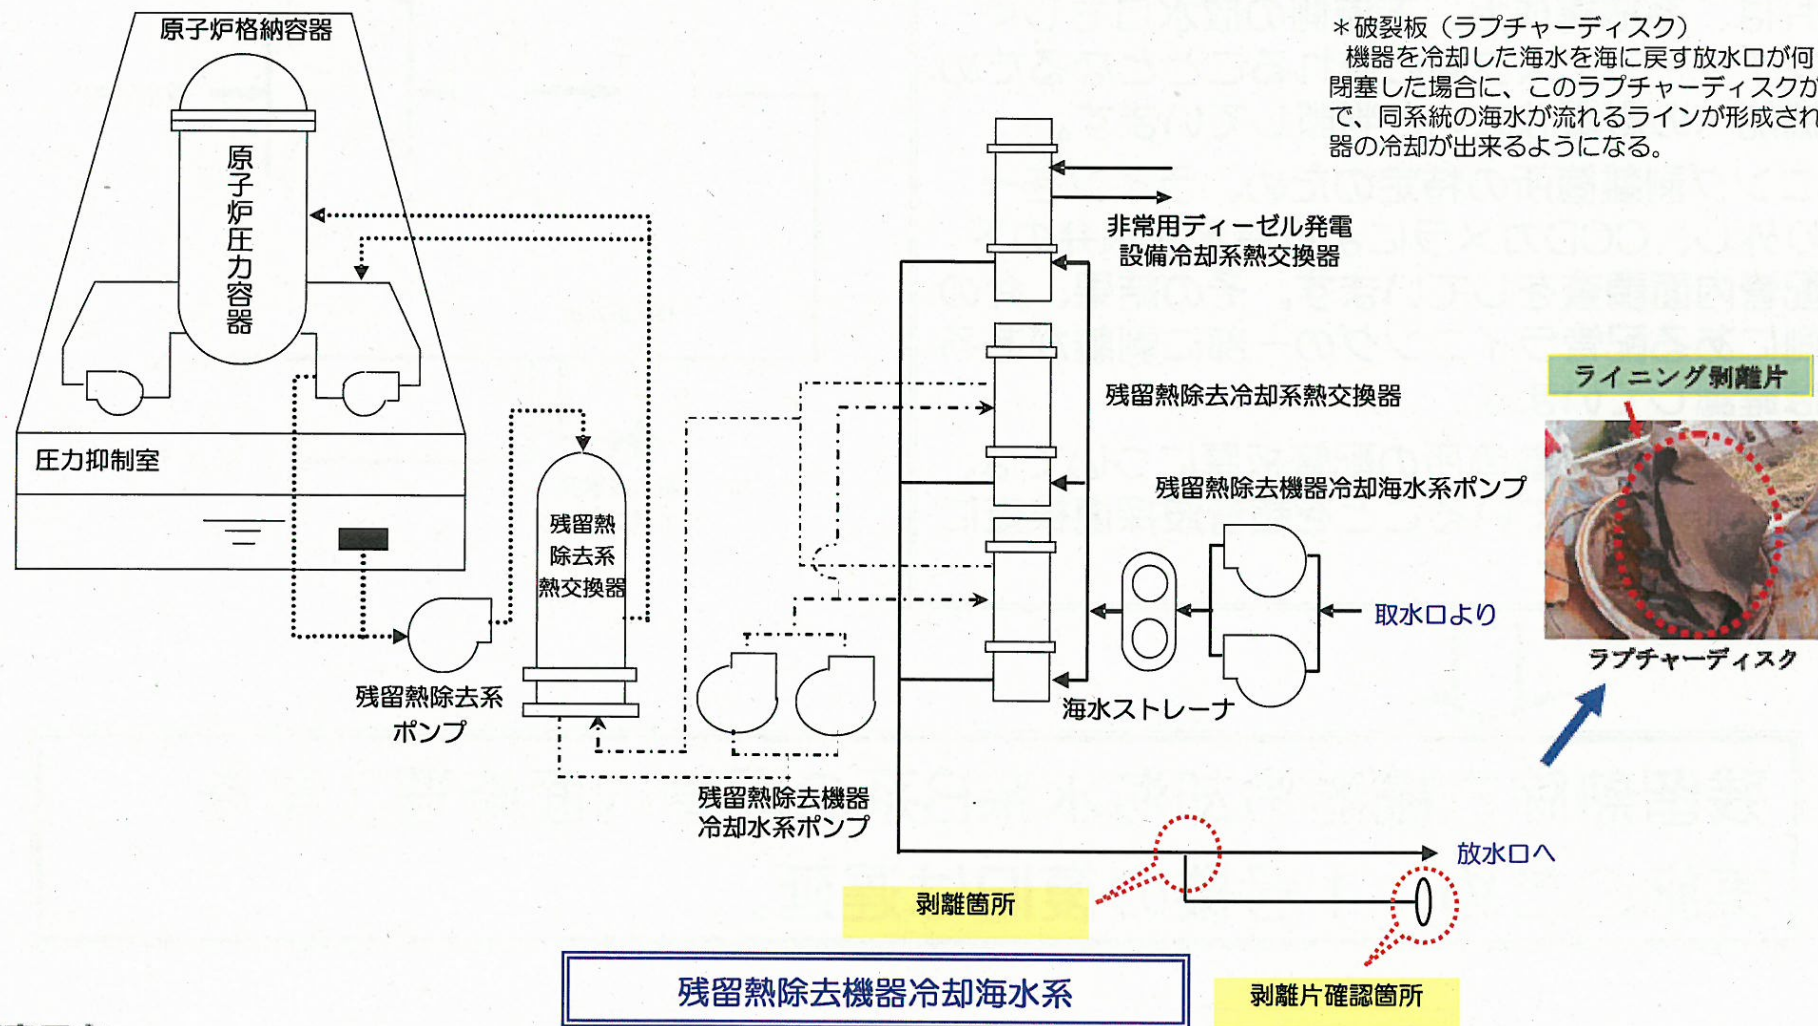 原子炉格納容器
原子炉圧力容器
圧力抑制室
残留熱除去系
ポンプ
残留熱
除去系
熱交換器
残留熱除去機器
冷却水系ポンプ
非常用ディーゼル発電
設備冷却系熱交換器
残留熱除去冷却系熱交換器
残留熱除去機器冷却海水系ポンプ
取水口より
海水ストレーナ
放水口へ
剥離箇所
剥離片確認箇所
残留熱除去機器冷却海水系
*破裂板(ラプチャーディスク)
機器を冷却した海水を海に戻す放水口が何
閉塞した場合に、このラプチャーディスクが
で、同系統の海水が流れるラインが形成され
器の冷却が出来るようになる。
ライニング剥離片
ラプチャーディスク